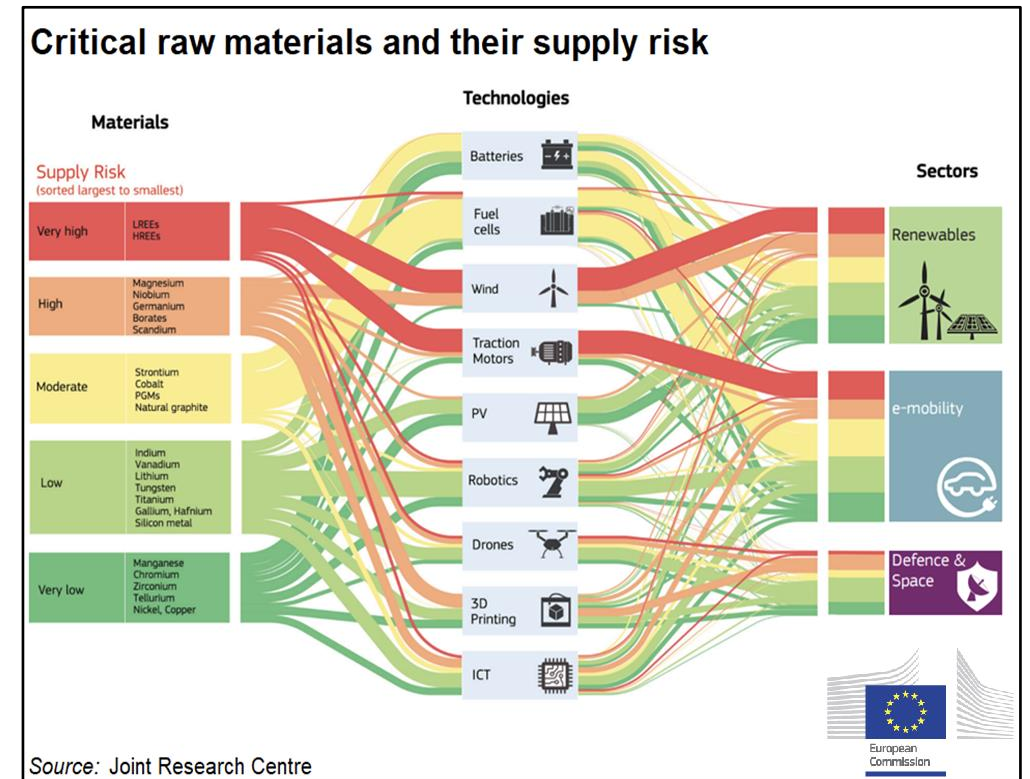 Critical raw materials and their supply risk
Materials
Technologies
Sectors
Supply Risk
(sorted largest to smallest)
Very high
LREEs
HREEs
High
Magnesium
Niobium
Germanium
Borates
Scandium
Moderate
Strontium
Cobalt
PGMs
Natural graphite
Low
Indium
Vanadium
Lithium
Tungsten
Titanium
Gallium, Hafnium
Silicon metal
Very low
Manganese
Chromium
Zirconium
Tellurium
Nickel, Copper
Batteries
Fuel
cells
Wind
Traction
Motors
PV
Robotics
Drones
3D
Printing
ICT
Renewables
e-mobility
Defence &
Space
European
Commission
Source: Joint Research Centre